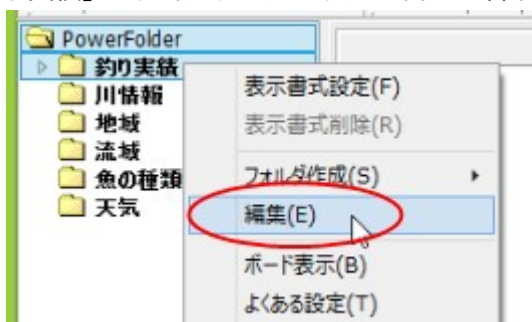 PowerFolder
釣り実績
川情報
地域
流域
魚の種類
天気
表示書式設定(F)
表示書式削除(R)
フォルダ作成(S)
編集(E)
ボード表示(B)
よくある設定(T)